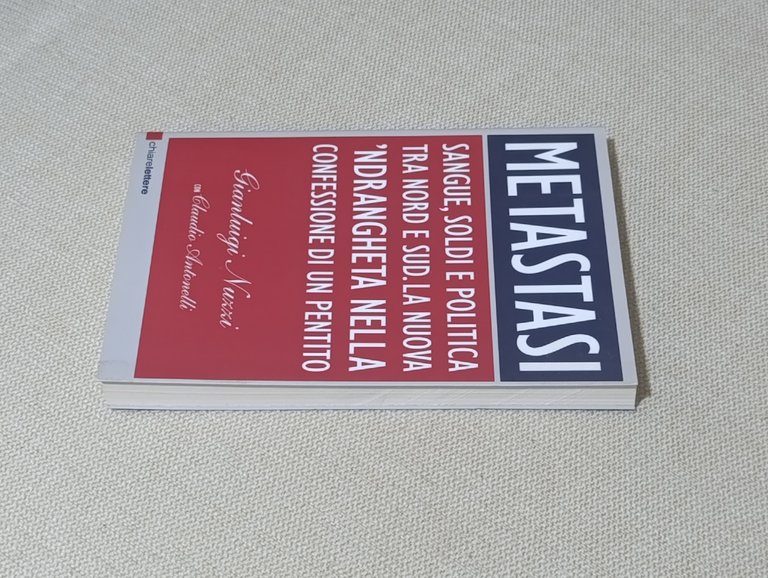 METASTASI
SANGUE, SOLDI E POLITICA
TRA NORD E SUD. LA NUOVA
'NDRANGHETA NELLA
CONFESSIONE DI UN PENTITO
Gianluigi Nuzzi
con Claudio Antonelli
chiarelettere